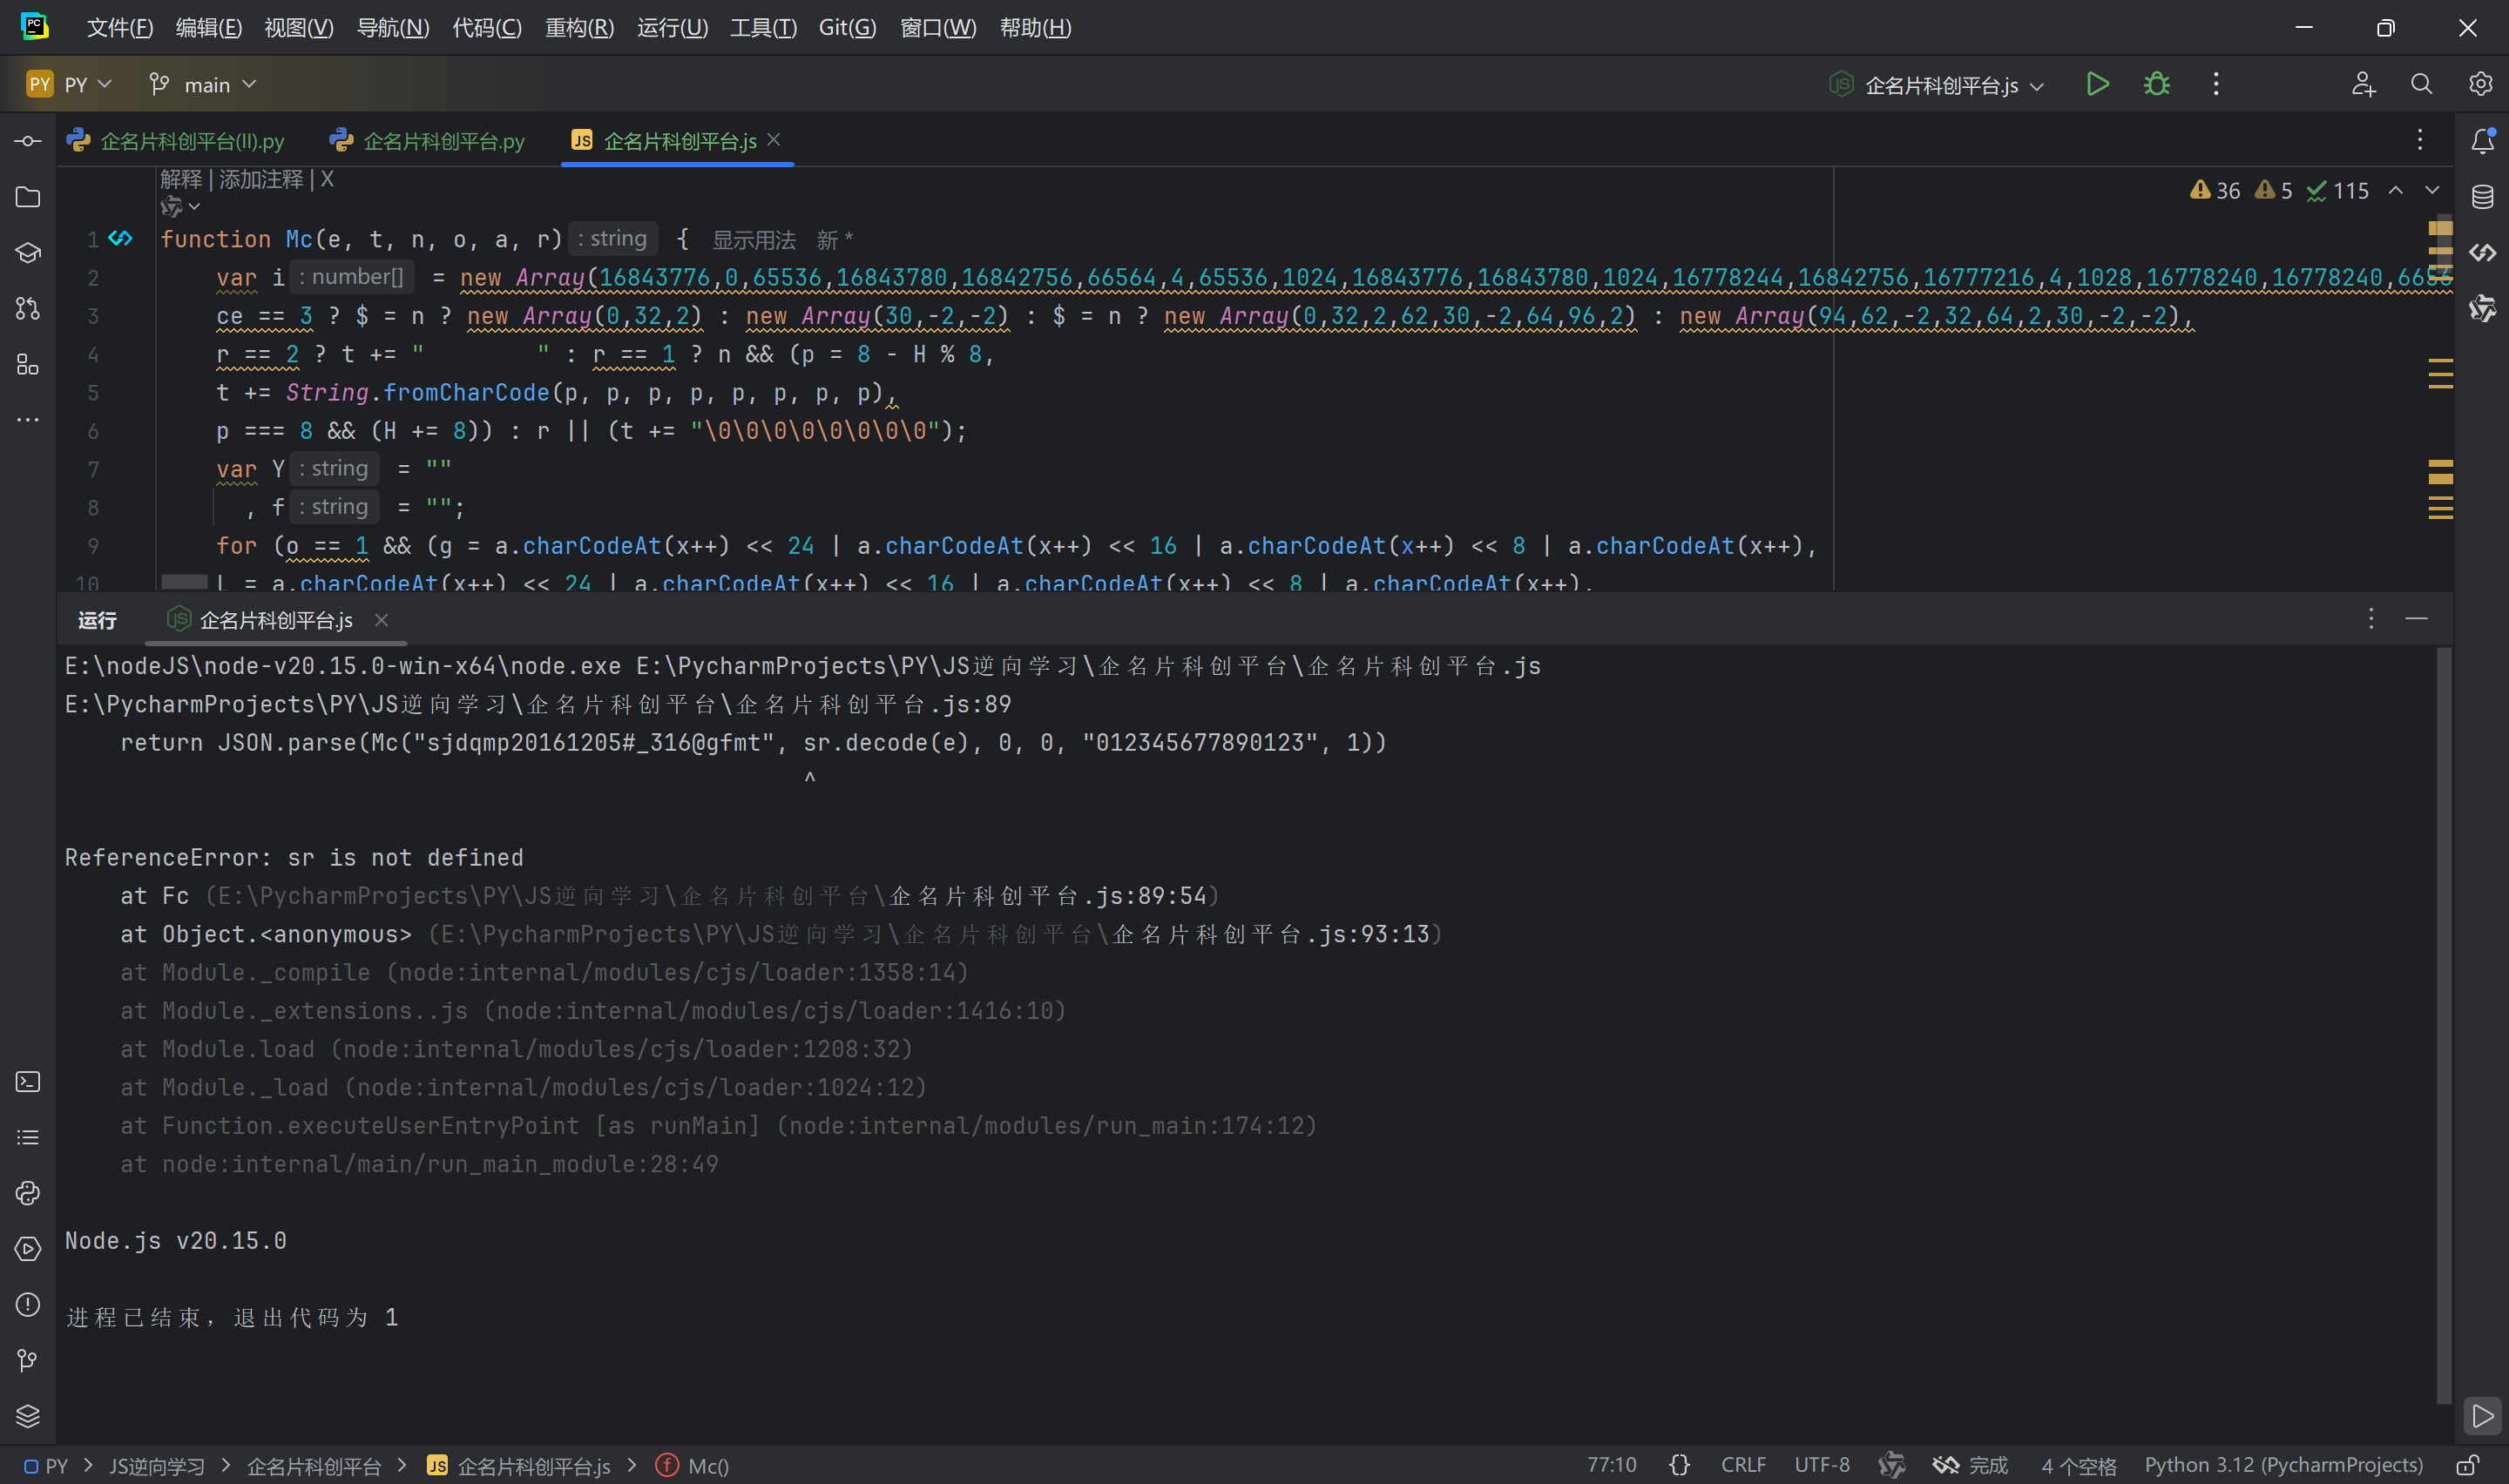 文件(F) 编辑(E) 视图(V) 导航(N) 代码(C) 重构(R) 运行(U) 工具(T) Git(G) 窗口(W) 帮助(H)
PY PY main 企名片科创平台.js
企名片科创平台(II).py 企名片科创平台.py JS 企名片科创平台.js
解释 | 添加注释 | X
36 5 115
1 function Mc(e, t, n, o, a, r) : string { 显示用法 新 *
2 var i : number[] = new Array(16843776,0,65536,16843780,16842756,66564,4,65536,1024,16843776,16843780,1024,16778244,16842756,16777216,4,1028,16778240,16778240,6656
3 ce == 3 ? $ = n ? new Array(0,32,2) : new Array(30,-2,-2) : $ = n ? new Array(0,32,2,62,30,-2,64,96,2) : new Array(94,62,-2,32,64,2,30,-2,-2),
4 r == 2 ? t += "        " : r == 1 ? n && (p = 8 - H % 8,
5 t += String.fromCharCode(p, p, p, p, p, p, p, p),
6 p === 8 && (H += 8)) : r || (t += "\0\0\0\0\0\0\0\0");
7 var Y : string = ""
8 , f : string = "";
9 for (o == 1 && (g = a.charCodeAt(x++) << 24 | a.charCodeAt(x++) << 16 | a.charCodeAt(x++) << 8 | a.charCodeAt(x++),
10 L = a.charCodeAt(x++) << 24 | a.charCodeAt(x++) << 16 | a.charCodeAt(x++) << 8 | a.charCodeAt(x++),
运行 企名片科创平台.js
E:\nodeJS\node-v20.15.0-win-x64\node.exe E:\PycharmProjects\PY\JS逆向学习\企名片科创平台\企名片科创平台.js
E:\PycharmProjects\PY\JS逆向学习\企名片科创平台\企名片科创平台.js:89
return JSON.parse(Mc("sjdqmp20161205#_316@gfmt", sr.decode(e), 0, 0, "012345677890123", 1))
^
ReferenceError: sr is not defined
at Fc (E:\PycharmProjects\PY\JS逆向学习\企名片科创平台\企名片科创平台.js:89:54)
at Object.<anonymous> (E:\PycharmProjects\PY\JS逆向学习\企名片科创平台\企名片科创平台.js:93:13)
at Module._compile (node:internal/modules/cjs/loader:1358:14)
at Module._extensions..js (node:internal/modules/cjs/loader:1416:10)
at Module.load (node:internal/modules/cjs/loader:1208:32)
at Module._load (node:internal/modules/cjs/loader:1024:12)
at Function.executeUserEntryPoint [as runMain] (node:internal/modules/run_main:174:12)
at node:internal/main/run_main_module:28:49
Node.js v20.15.0
进程已结束，退出代码为 1
PY > JS逆向学习 > 企名片科创平台 > JS 企名片科创平台.js > f Mc() 77:10 {} CRLF UTF-8 完成 4 个空格 Python 3.12 (PycharmProjects)